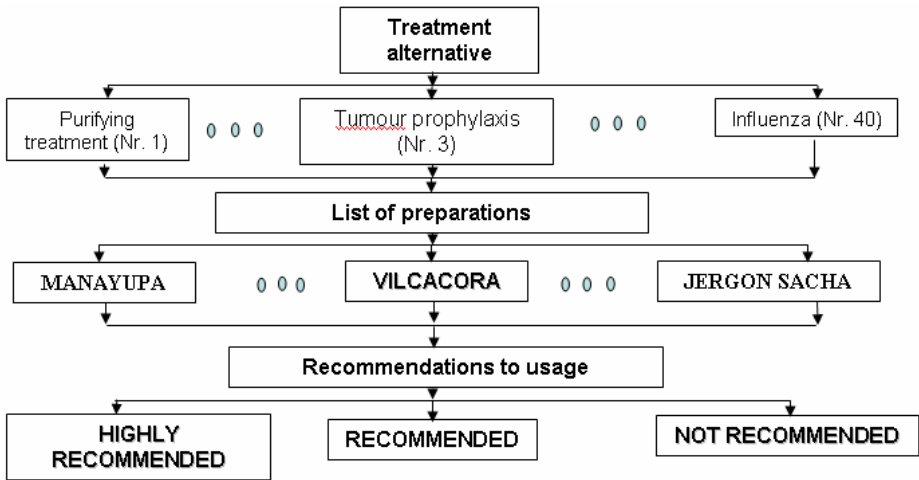 Treatment
alternative
Purifying
treatment (Nr. 1)
Tumour prophylaxis
(Nr. 3)
Influenza (Nr. 40)
List of preparations
MANAYUPA
VILCACORA
JERGON SACHA
Recommendations to usage
HIGHLY
RECOMMENDED
RECOMMENDED
NOT RECOMMENDED